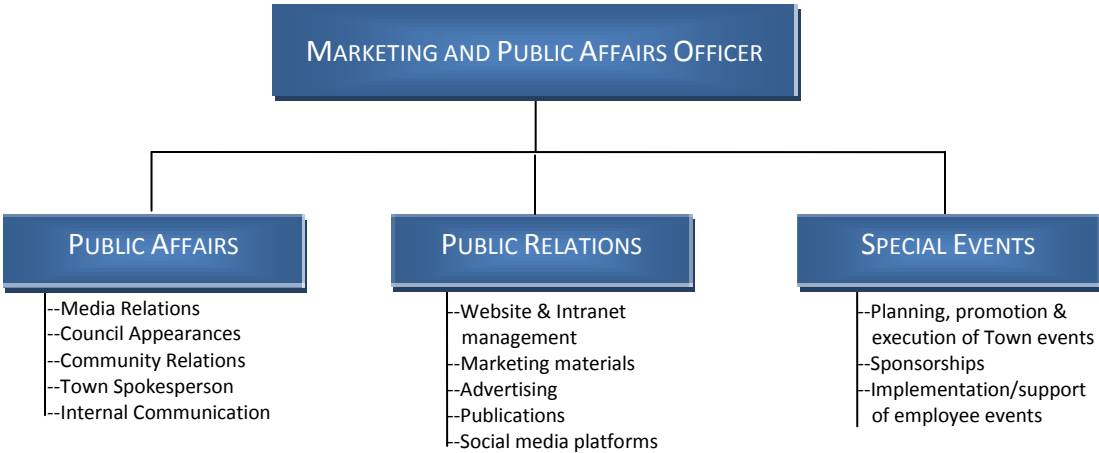 MARKETING AND PUBLIC AFFAIRS OFFICER
PUBLIC AFFAIRS
--Media Relations
--Council Appearances
--Community Relations
--Town Spokesperson
--Internal Communication
PUBLIC RELATIONS
--Website & Intranet
management
--Marketing materials
--Advertising
--Publications
--Social media platforms
SPECIAL EVENTS
--Planning, promotion &
execution of Town events
--Sponsorships
--Implementation/support
of employee events